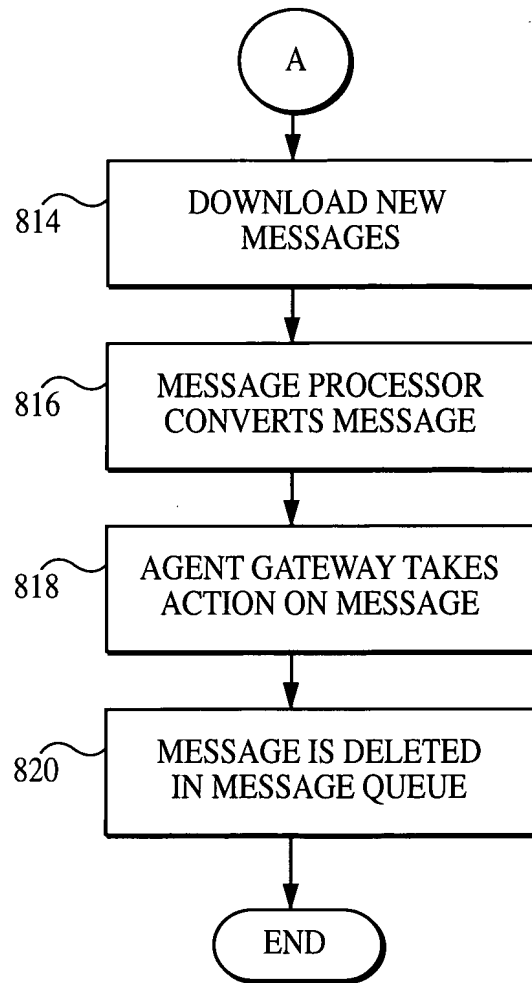 A
814
DOWNLOAD NEW
MESSAGES
816
MESSAGE PROCESSOR
CONVERTS MESSAGE
818
AGENT GATEWAY TAKES
ACTION ON MESSAGE
820
MESSAGE IS DELETED
IN MESSAGE QUEUE
END